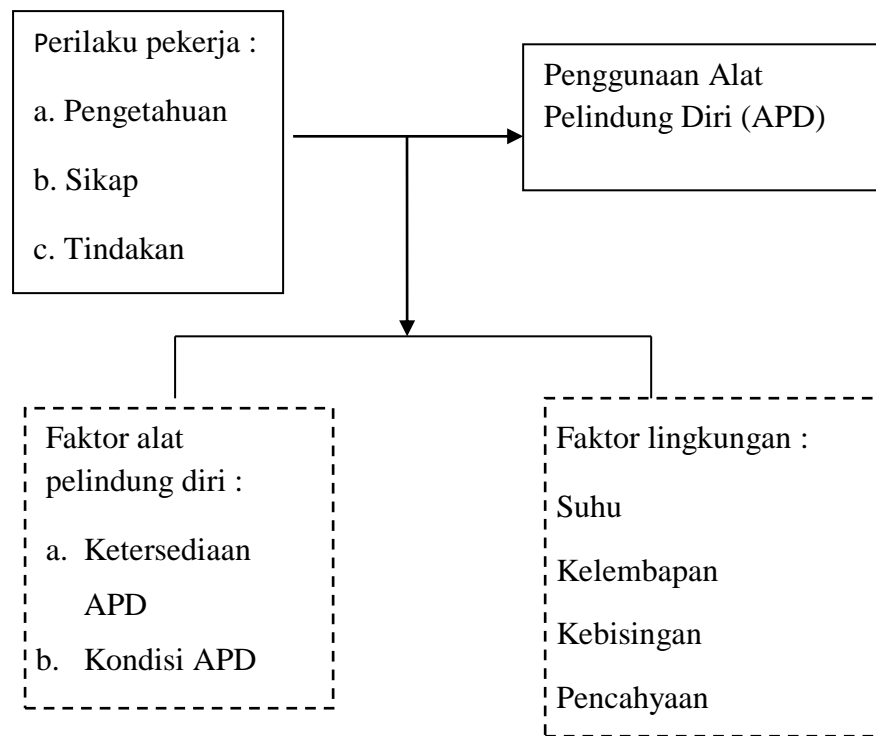 Perilaku pekerja :
a. Pengetahuan
b. Sikap
c. Tindakan
Penggunaan Alat
Pelindung Diri (APD)
Faktor alat
pelindung diri :
a. Ketersediaan
APD
b. Kondisi APD
Faktor lingkungan :
Suhu
Kelembapan
Kebisingan
Pencahyaan